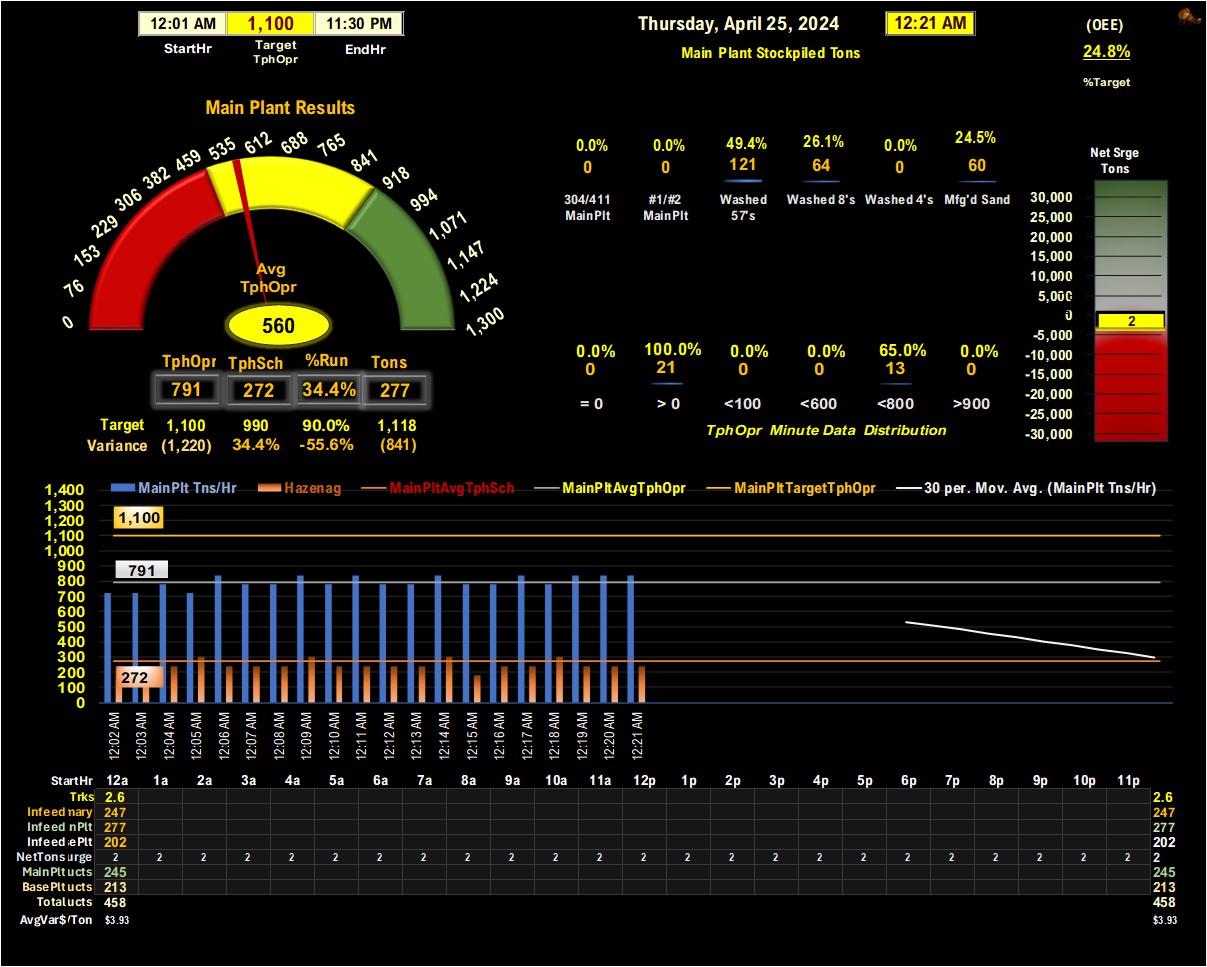 12:01 AM 1,100 11:30 PM
StartHr Target TphOpr EndHr
Thursday, April 25, 2024 12:21 AM
Main Plant Stockpiled Tons
(OEE)
24.8%
%Target
Main Plant Results
0 76 153 229 306 382 459 535 612 688 765 841 918 994 1,071 1,147 1,224 1,300
Avg
TphOpr
560
TphOpr TphSch %Run Tons
791 272 34.4% 277
Target 1,100 990 90.0% 1,118
Variance (1,220) 34.4% -55.6% (841)
0.0% 0.0% 49.4% 26.1% 0.0% 24.5%
0 0 121 64 0 60
304/411 MainPlt #1/#2 MainPlt Washed 57's Washed 8's Washed 4's Mfg'd Sand
0.0% 100.0% 0.0% 0.0% 65.0% 0.0%
0 21 0 0 13 0
= 0 > 0 <100 <600 <800 >900
TphOpr Minute Data Distribution
Net Srge
Tons
30,000
25,000
20,000
15,000
10,000
5,000
0
2
-5,000
-10,000
-15,000
-20,000
-25,000
-30,000
MainPlt Tns/Hr Hazenag MainPltAvgTphSch MainPltAvgTphOpr MainPltTargetTphOpr 30 per. Mov. Avg. (MainPlt Tns/Hr)
1,400
1,300
1,200
1,100
1,000
900
800
700
600
500
400
300
200
100
0
1,100
791
272
12:02 AM 12:03 AM 12:04 AM 12:05 AM 12:06 AM 12:07 AM 12:08 AM 12:09 AM 12:10 AM 12:11 AM 12:12 AM 12:13 AM 12:14 AM 12:15 AM 12:16 AM 12:17 AM 12:18 AM 12:19 AM 12:20 AM 12:21 AM
StartHr 12a 1a 2a 3a 4a 5a 6a 7a 8a 9a 10a 11a 12p 1p 2p 3p 4p 5p 6p 7p 8p 9p 10p 11p
Trks 2.6 2.6
Infeed mary 247 247
Infeed nPlt 277 277
Infeed ePlt 202 202
NetTons urge 2 2 2 2 2 2 2 2 2 2 2 2 2 2 2 2 2 2 2 2 2 2 2 2 2
MainPlt ucts 245 245
BasePlt ucts 213 213
Total ucts 458 458
AvgVar$/Ton $3.93 $3.93